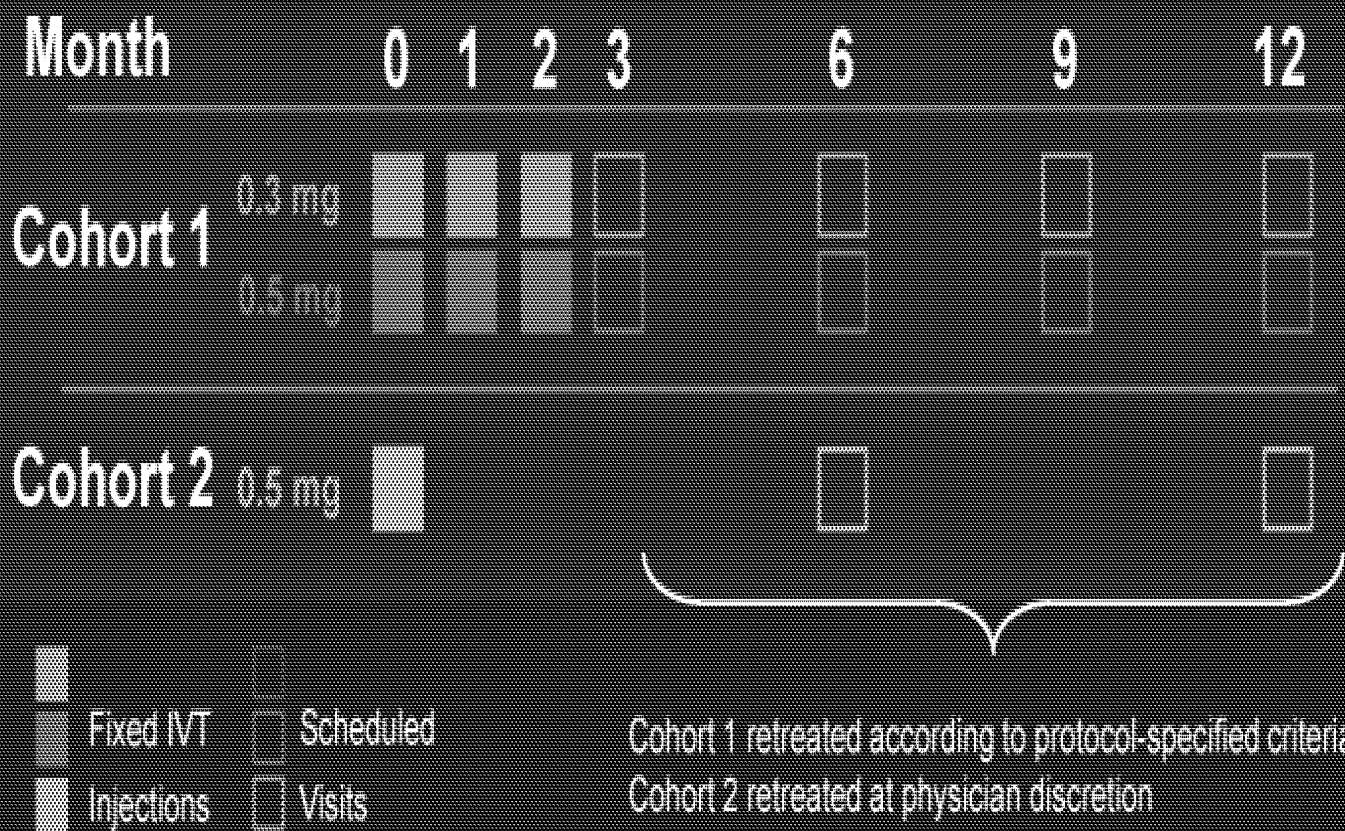 Month 0 1 2 3 6 9 12
0.3 mg
Cohort 1
0.5 mg
Cohort 2 0.5 mg
Fixed IVT Scheduled
Injections Visits
Cohort 1 retreated according to protocol-specified criteria
Cohort 2 retreated at physician discretion